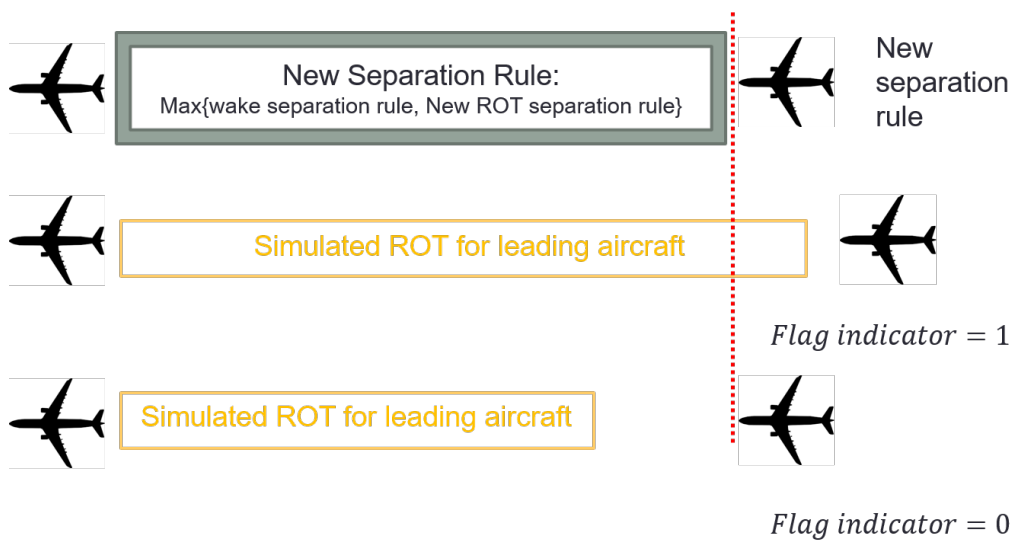 New Separation Rule:
Max{wake separation rule, New ROT separation rule}
New
separation
rule
Simulated ROT for leading aircraft
Flag indicator = 1
Simulated ROT for leading aircraft
Flag indicator = 0